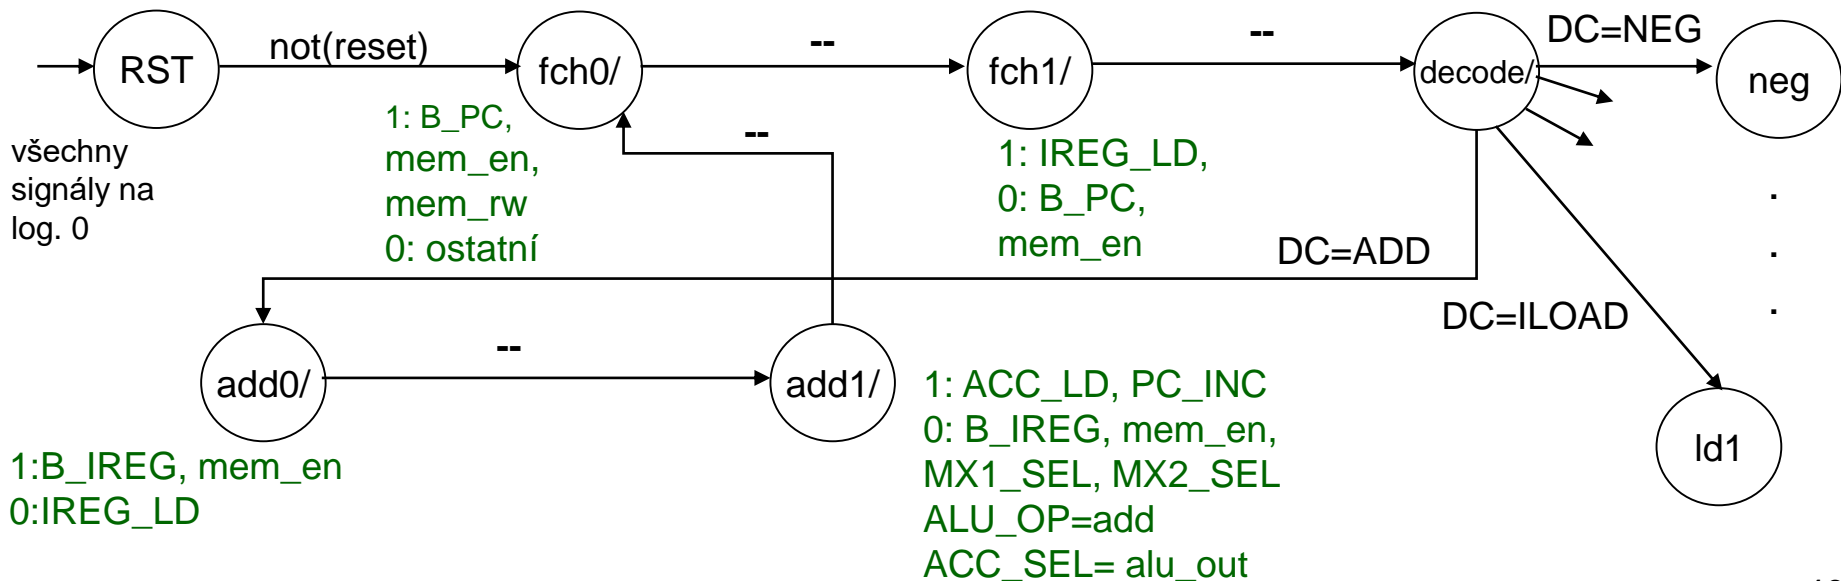 RST
not(reset)
fch0/
--
fch1/
--
decode/
DC=NEG
neg
všechny
signály na
log. 0
1: B_PC,
mem_en,
mem_rw
0: ostatní
--
1: IREG_LD,
0: B_PC,
mem_en
DC=ADD
.
.
.
DC=ILOAD
add0/
--
add1/
1:B_IREG, mem_en
0:IREG_LD
1: ACC_LD, PC_INC
0: B_IREG, mem_en,
MX1_SEL, MX2_SEL
ALU_OP=add
ACC_SEL= alu_out
ld1